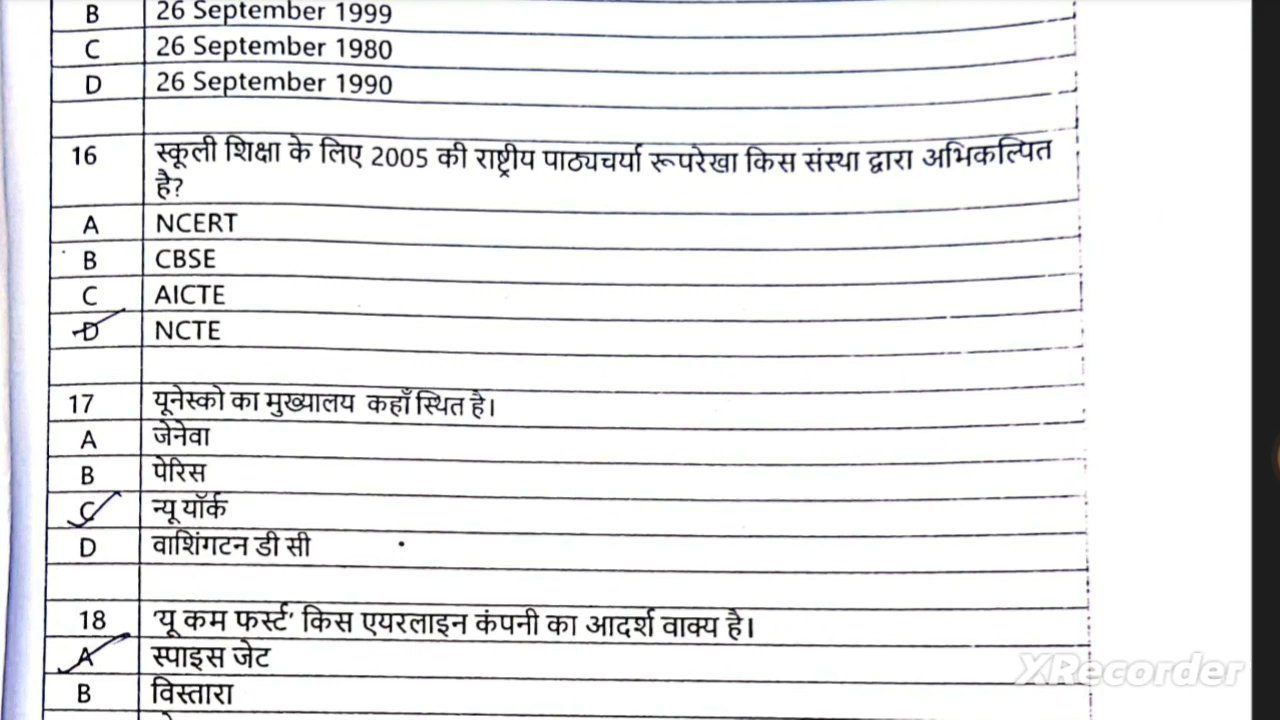 B 26 September 1999
C 26 September 1980
D 26 September 1990
16 स्कूली शिक्षा के लिए 2005 की राष्ट्रीय पाठ्यचर्या रूपरेखा किस संस्था द्वारा अभिकल्पित
है?
A NCERT
B CBSE
C AICTE
D NCTE
17 यूनेस्को का मुख्यालय कहाँ स्थित है।
A जेनेवा
B पेरिस
C न्यू यॉर्क
D वाशिंगटन डी सी
18 'यू कम फर्स्ट' किस एयरलाइन कंपनी का आदर्श वाक्य है।
A स्पाइस जेट
XRecorder
B विस्तारा